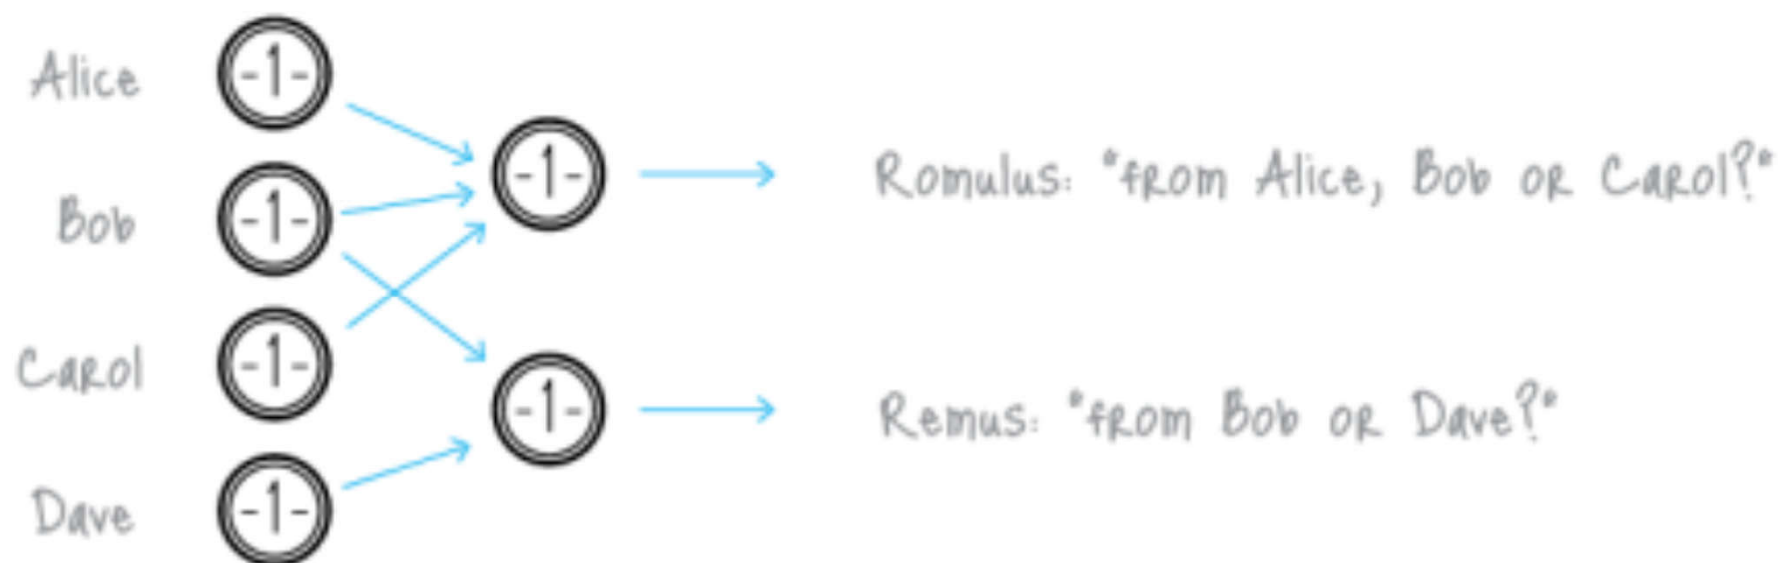 Alice
-1-
-1-
Romulus: "from Alice, Bob or Carol?"
Bob
-1-
Carol
-1-
-1-
Remus: "from Bob or Dave?"
Dave
-1-